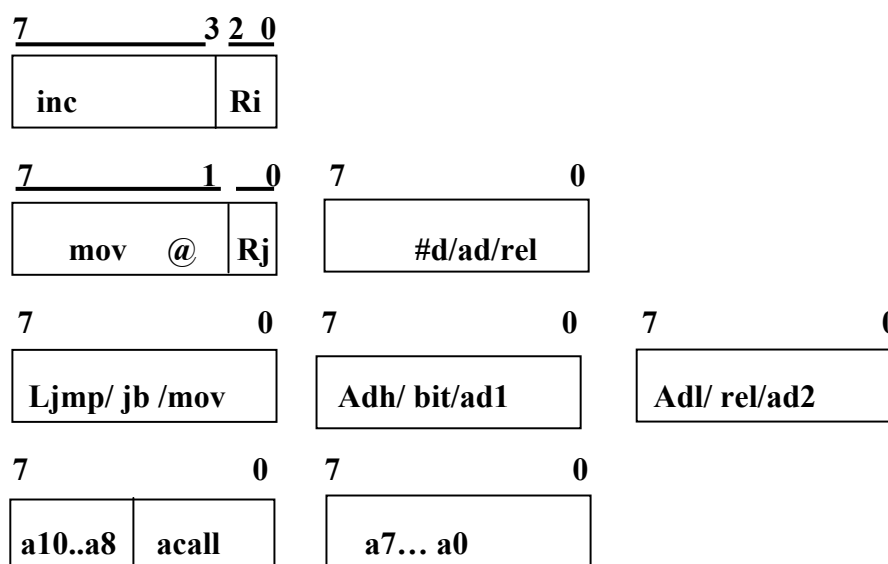 7 3 2 0
inc Ri
7 1 0 7 0
mov @ Rj #d/ad/rel
7 0 7 0 7 0
Ljmp/ jb /mov Adh/ bit/ad1 Adl/ rel/ad2
7 0 7 0
a10..a8 acall a7… a0